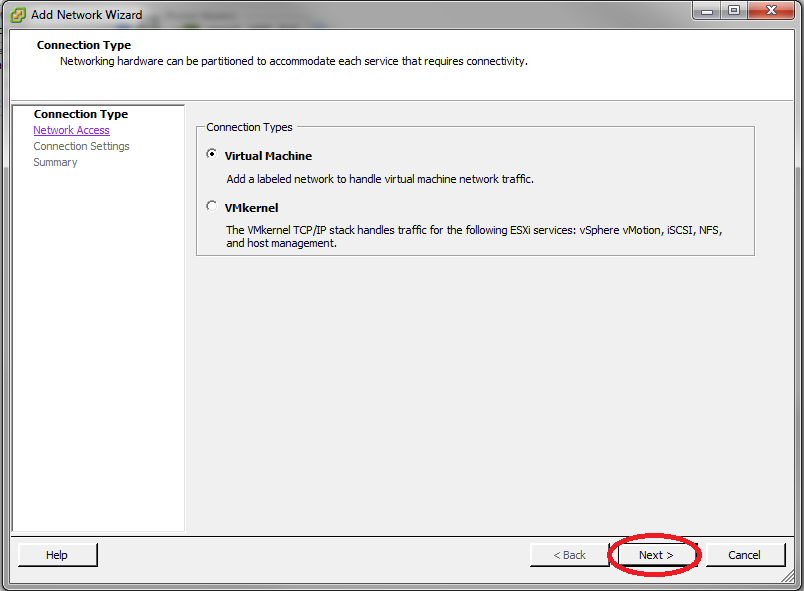 Add Network Wizard
Connection Type
Networking hardware can be partitioned to accommodate each service that requires connectivity.
Connection Type
Network Access
Connection Settings
Summary
Connection Types
Virtual Machine
Add a labeled network to handle virtual machine network traffic.
VMkernel
The VMkernel TCP/IP stack handles traffic for the following ESXi services: vSphere vMotion, iSCSI, NFS,
and host management.
Help
< Back
Next >
Cancel